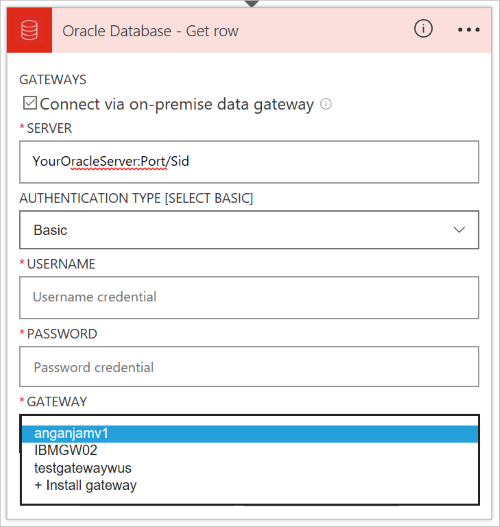 Oracle Database - Get row
GATEWAYS
Connect via on-premise data gateway
* SERVER
YourOracleServer:Port/Sid
AUTHENTICATION TYPE [SELECT BASIC]
Basic
* USERNAME
Username credential
* PASSWORD
Password credential
* GATEWAY
anganjamv1
IBMGW02
testgatewaywus
+ Install gateway